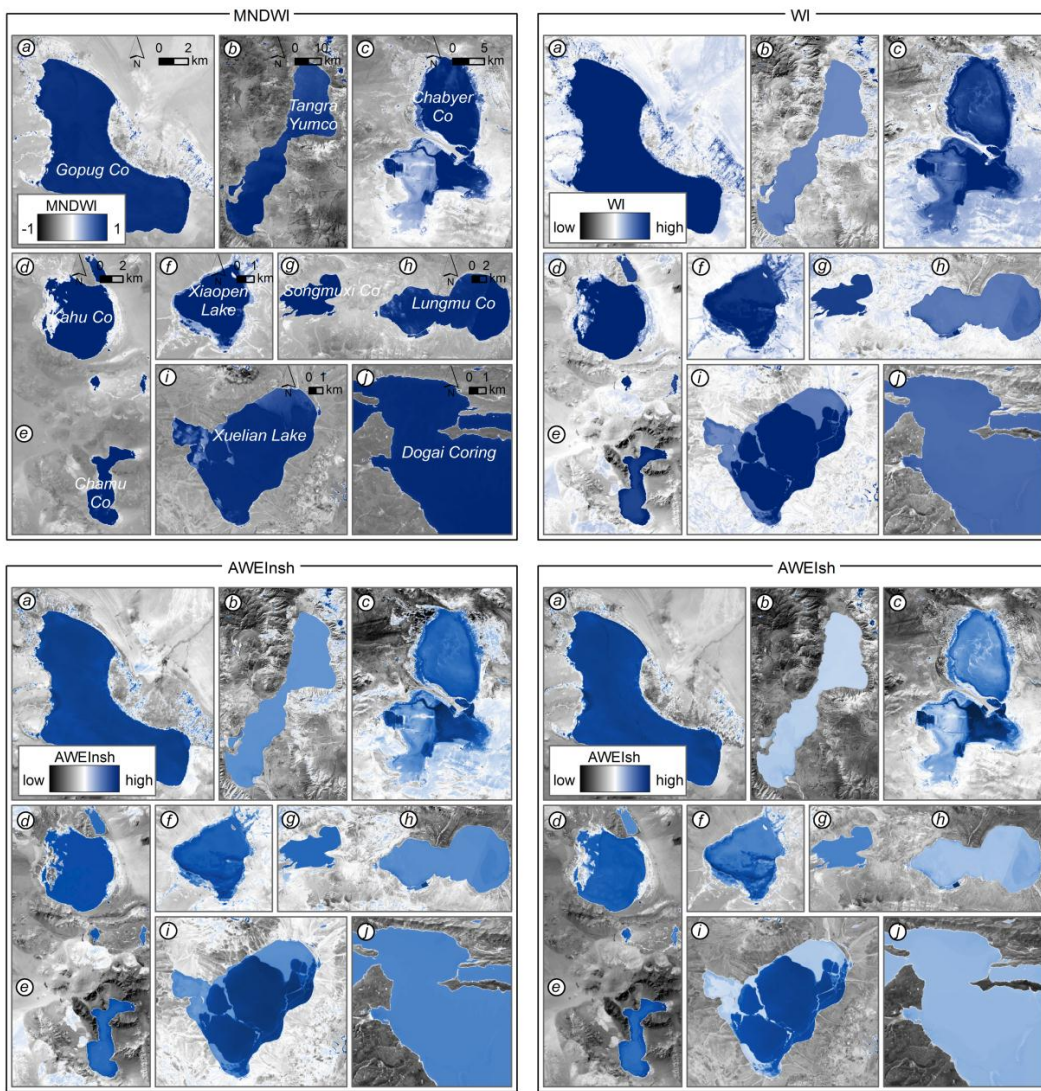 MNDWI
a
0 2
km
N
b
0 10
km
N
Tangra
Yumco
c
0 5
km
N
Chabyer
Co
Gopug Co
MNDWI
-1 1
d
0 2
km
N
Kahu Co
f
0 1
km
N
Xiaopen
Lake
g
Songmuxi Co
h
0 2
km
N
Lungmu Co
e
Chamu
Co
i
0 1
km
N
Xuelian Lake
j
0 1
km
N
Dogai Coring
WI
a
b
c
WI
low high
d
f
g
h
e
i
j
AWEInsh
a
b
c
AWEInsh
low high
d
f
g
h
e
i
j
AWEIsh
a
b
c
AWEIsh
low high
d
f
g
h
e
i
j